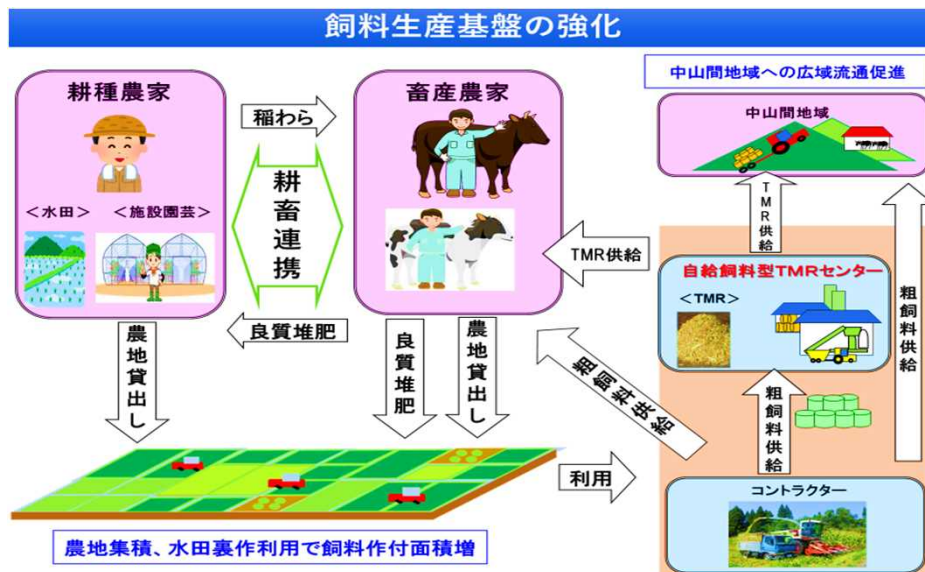 飼料生産基盤の強化
中山間地域への広域流通促進
耕種農家
＜水田＞
＜施設園芸＞
稲わら
耕畜連携
良質堆肥
畜産農家
TMR供給
中山間地域
TMR供給
自給飼料型TMRセンター
＜TMR＞
粗飼料供給
農地貸出し
良質堆肥
農地貸出し
粗飼料供給
粗飼料供給
利用
コントラクター
農地集積、水田裏作利用で飼料作付面積増